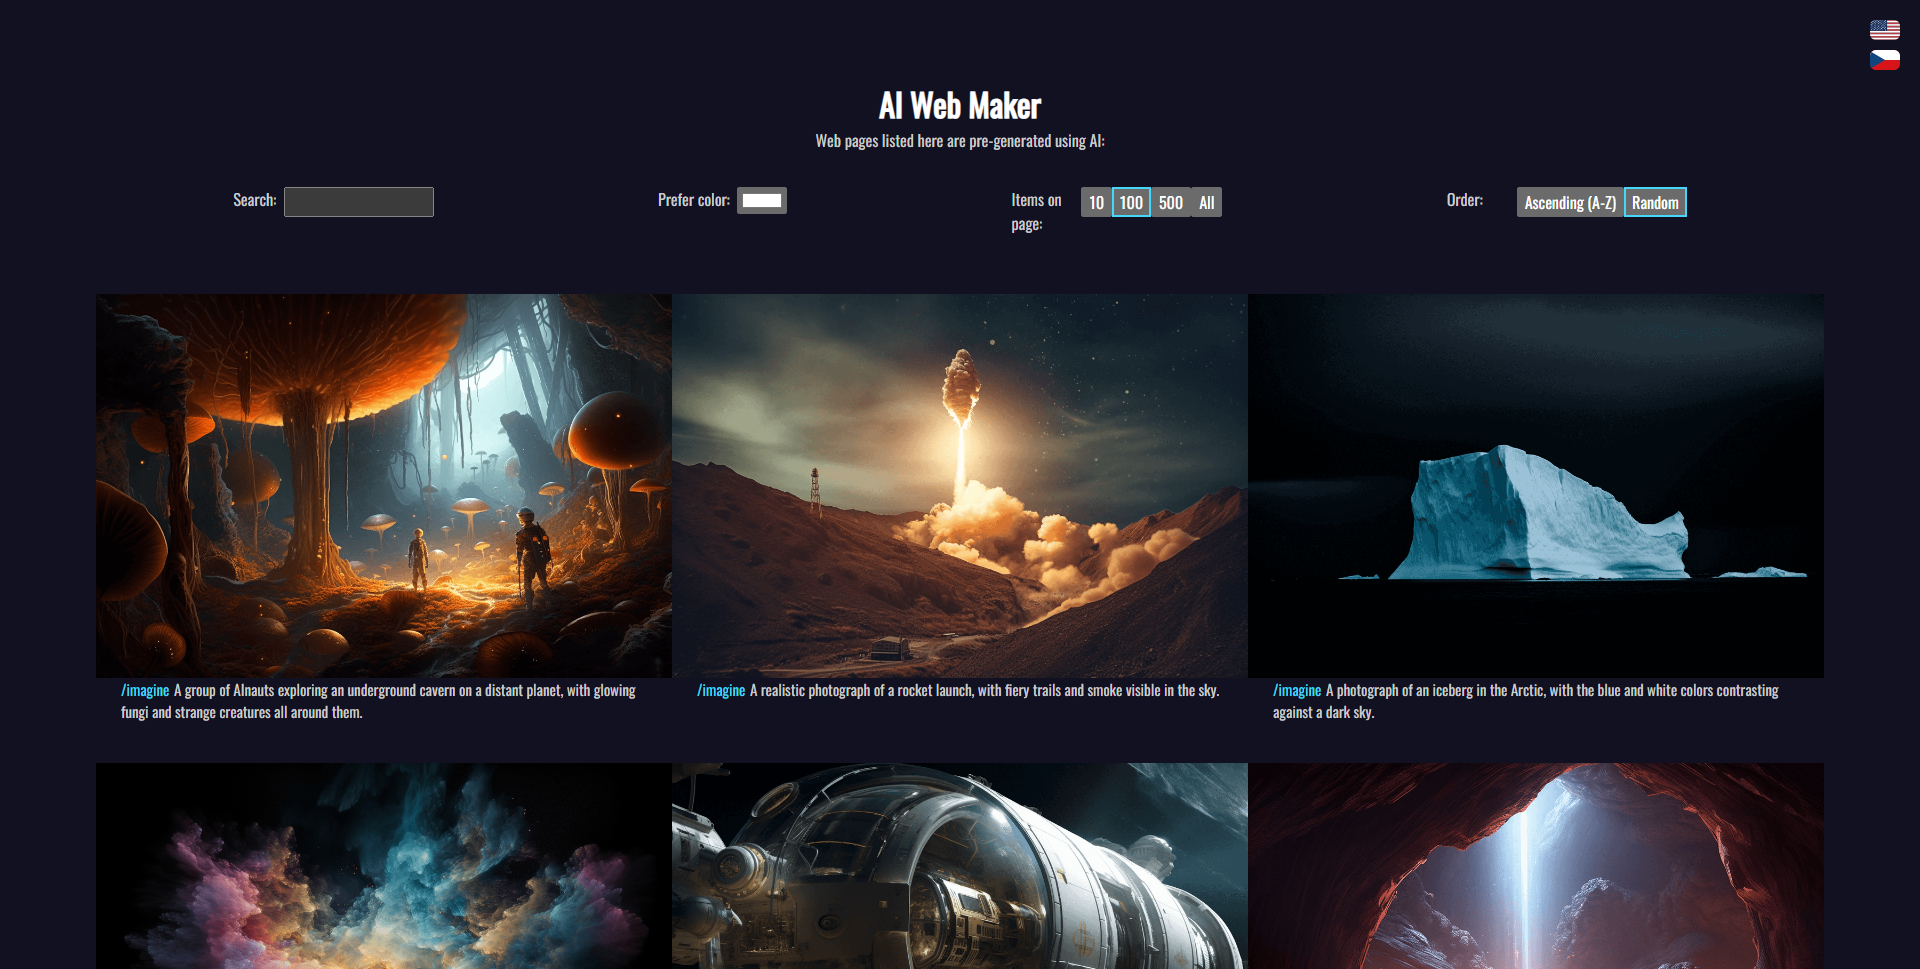 AI Web Maker
Web pages listed here are pre-generated using AI:
Search:
Prefer color:
Items on
page:
10 100 500 All
Order:
Ascending (A-Z) Random
/imagine A group of AInauts exploring an underground cavern on a distant planet, with glowing
fungi and strange creatures all around them.
/imagine A realistic photograph of a rocket launch, with fiery trails and smoke visible in the sky.
/imagine A photograph of an iceberg in the Arctic, with the blue and white colors contrasting
against a dark sky.